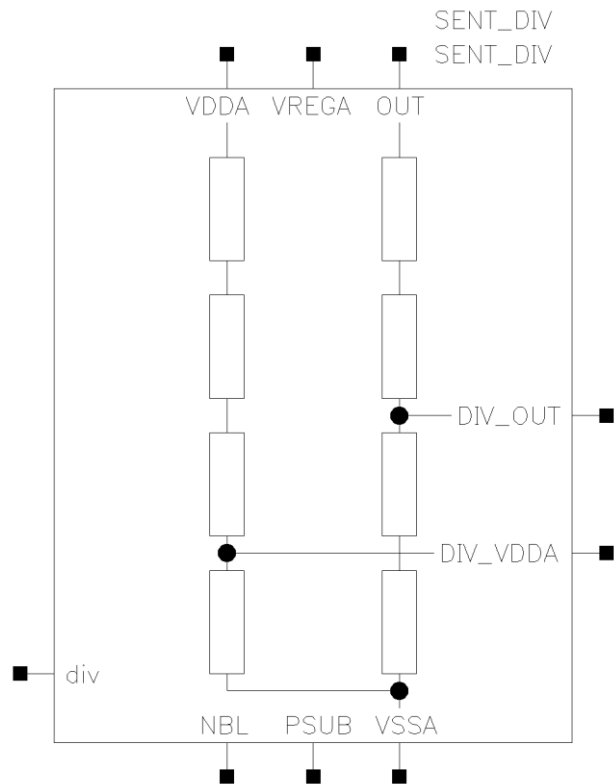 SENT_DIV
SENT_DIV
VDDA VREGA OUT
DIV_OUT
DIV_VDDA
div
NBL PSUB VSSA